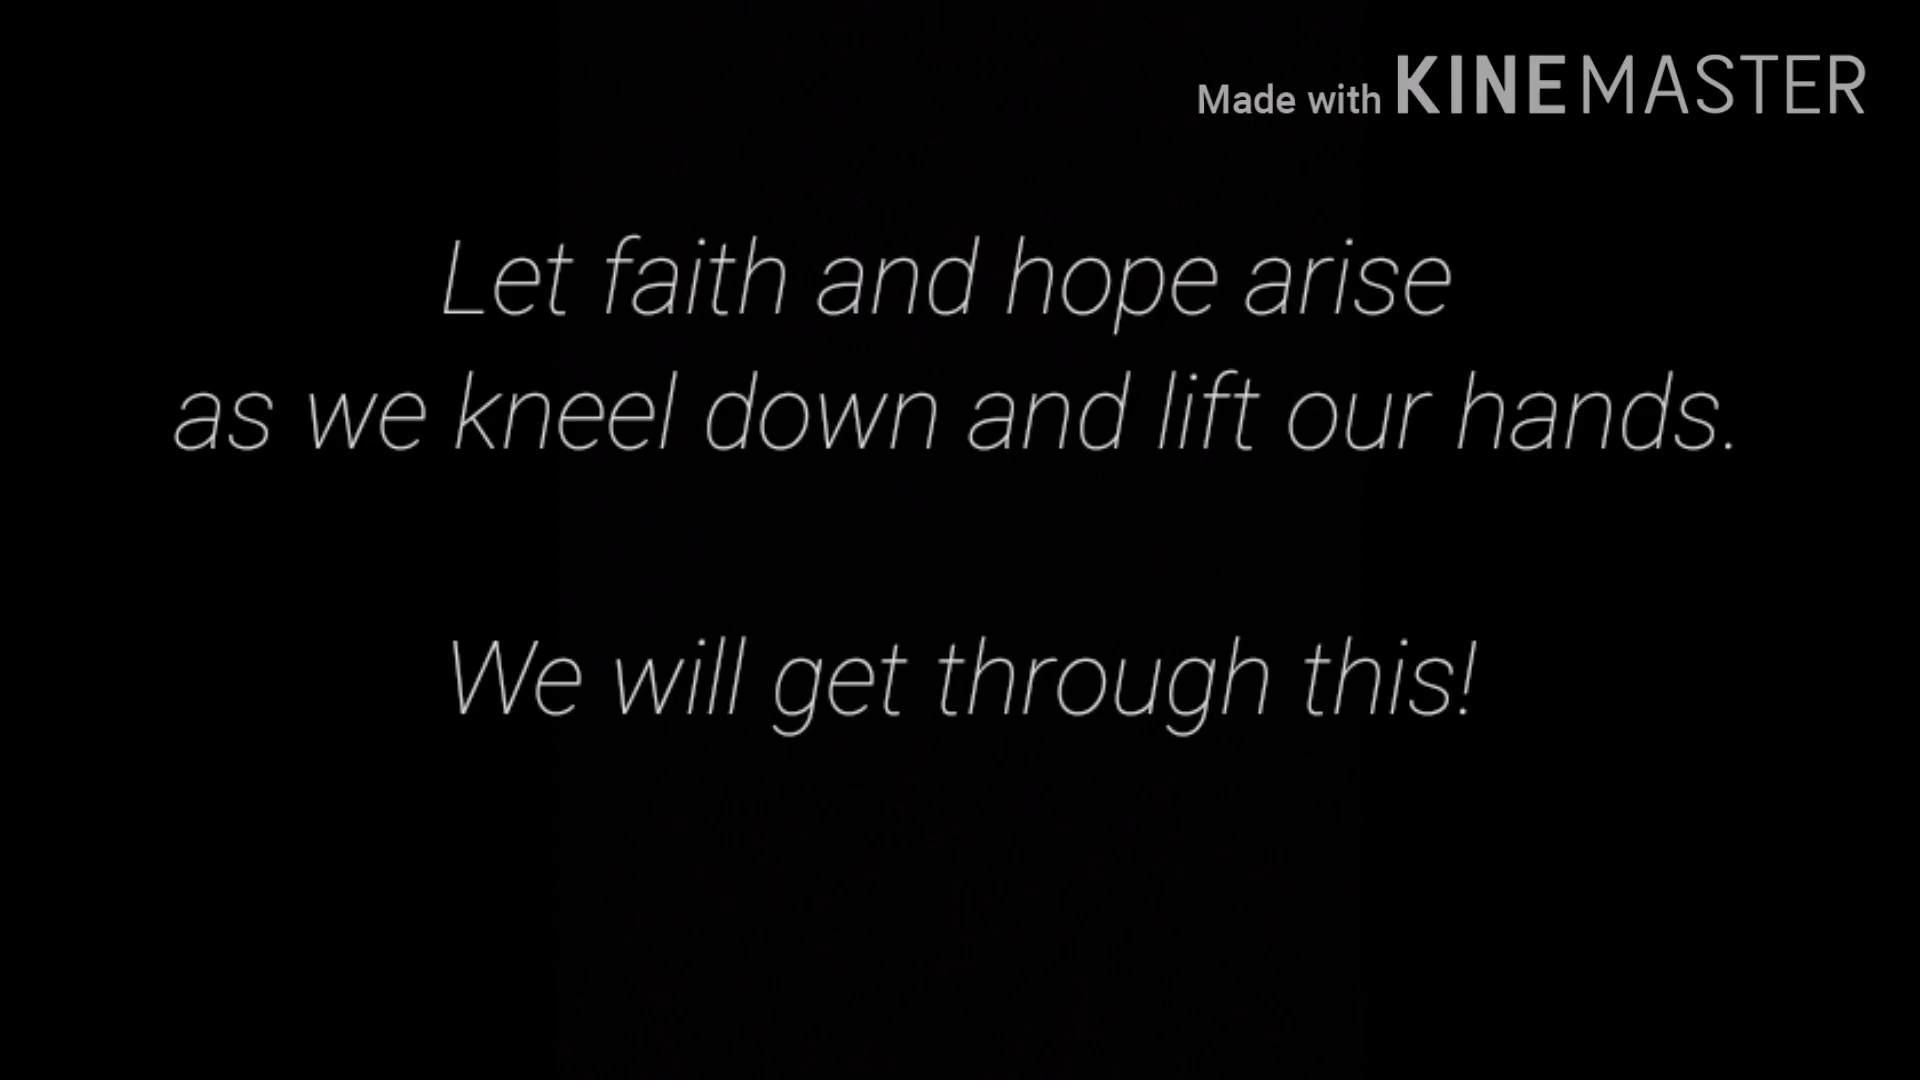 Made with KINEMASTER
Let faith and hope arise
as we kneel down and lift our hands.
We will get through this!